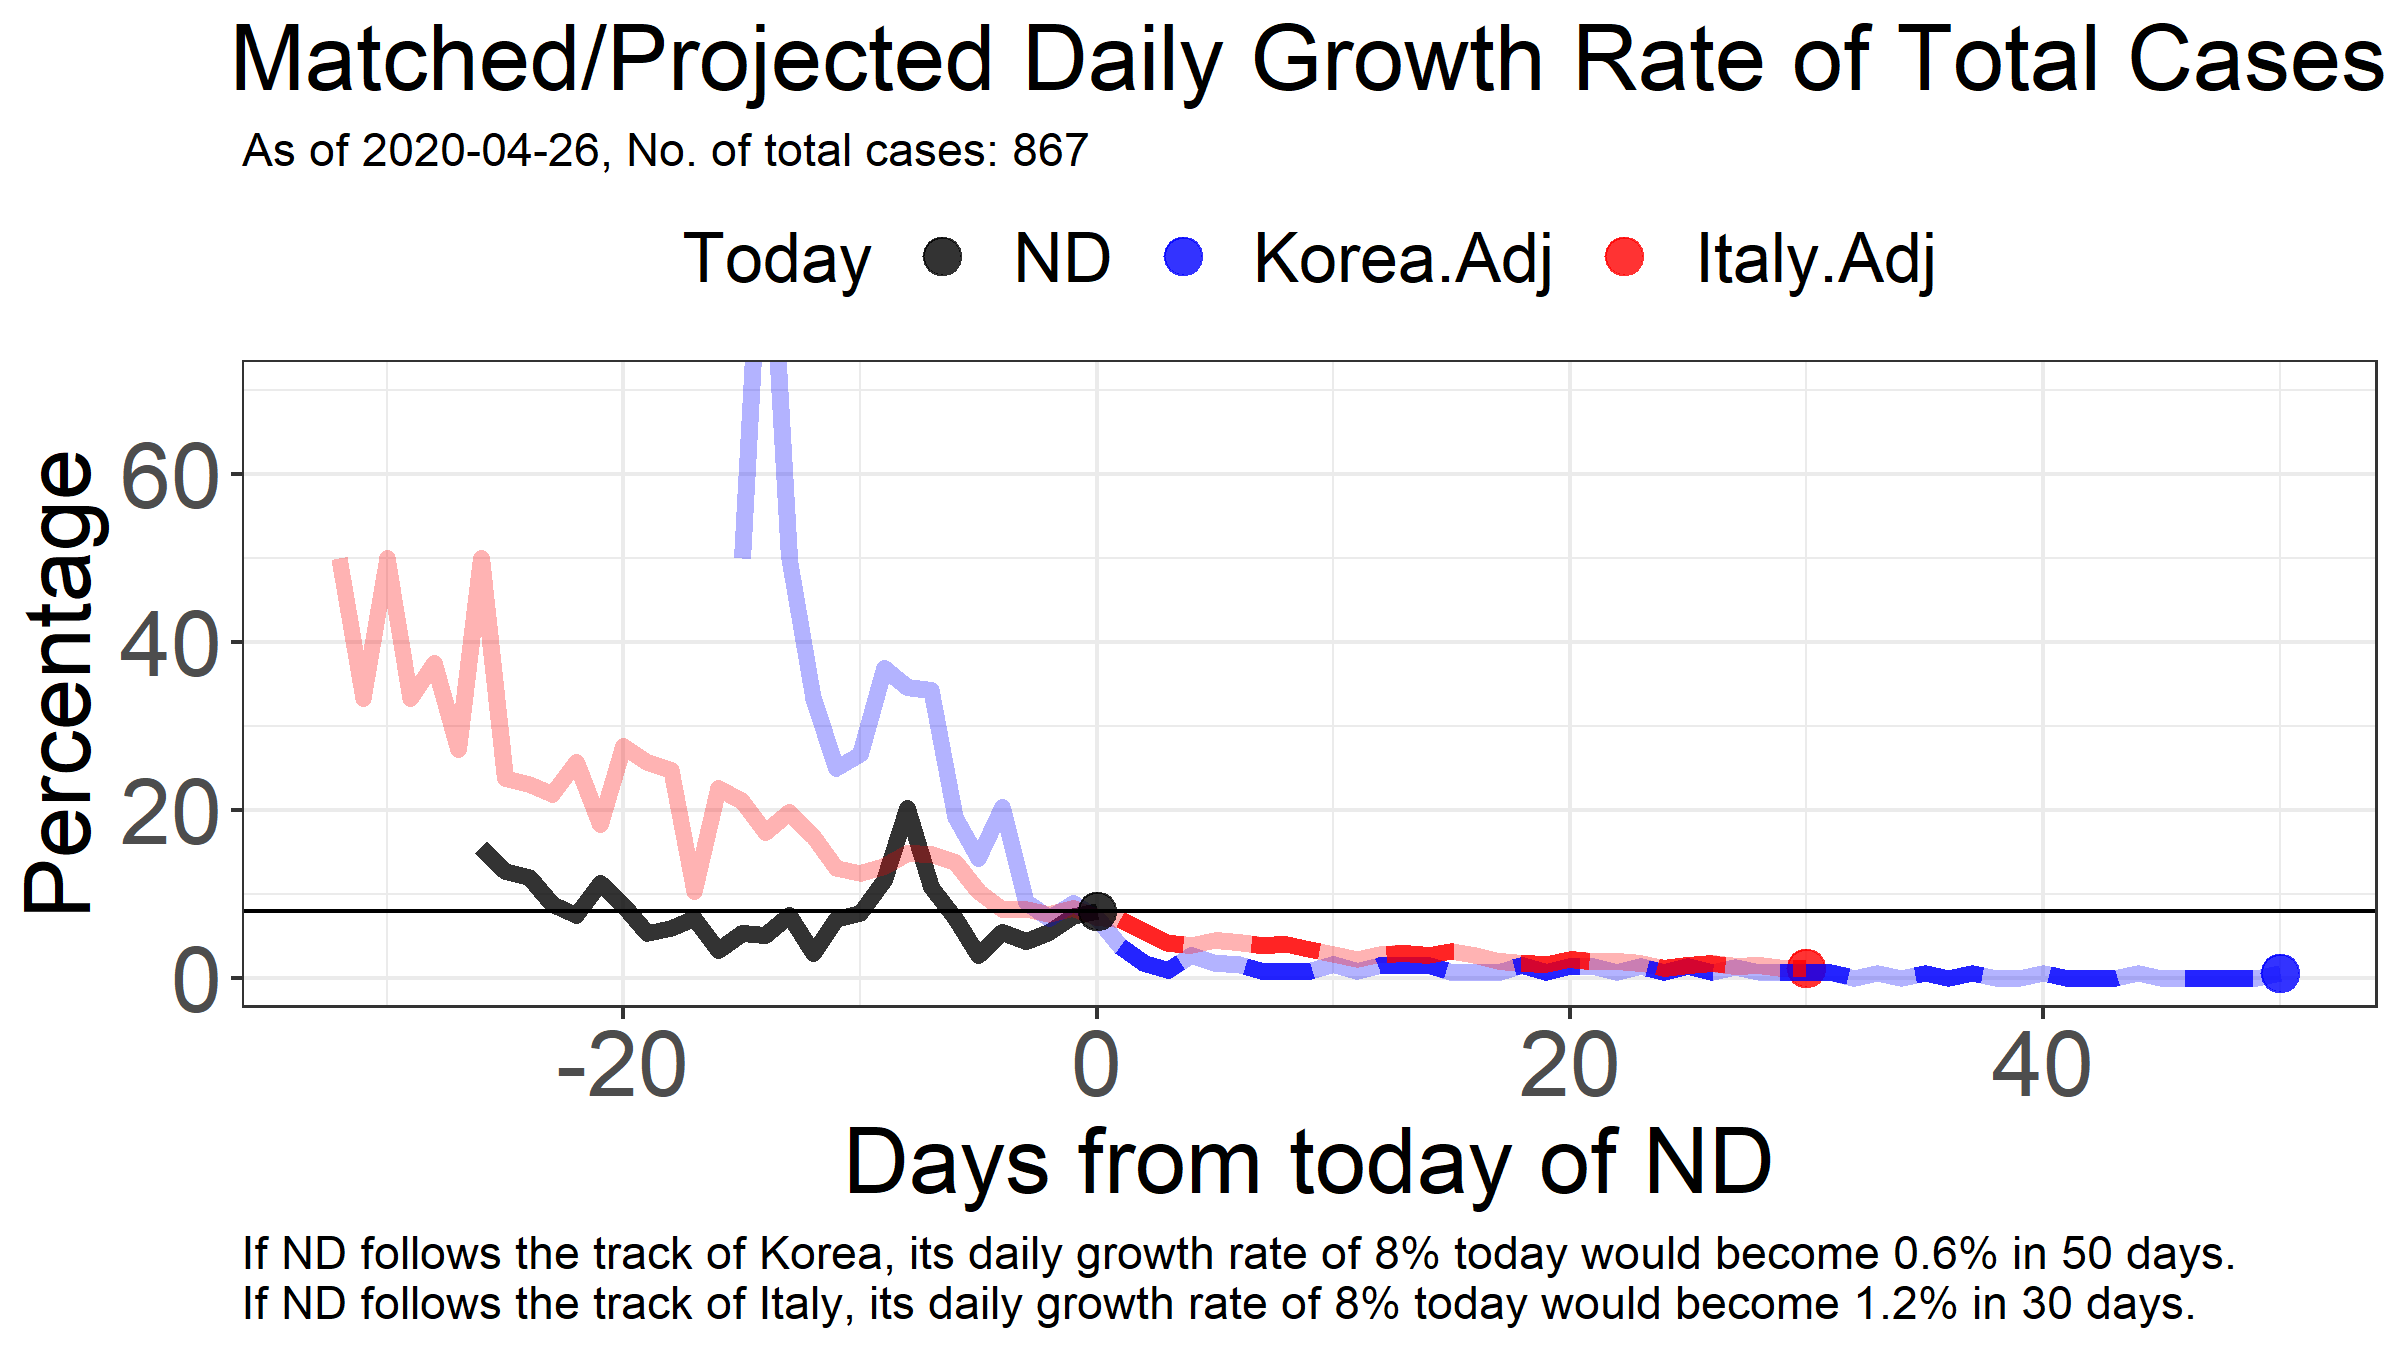 Matched/Projected Daily Growth Rate of Total Cases
As of 2020-04-26, No. of total cases: 867
Today ND Korea.Adj Italy.Adj
Percentage
60
40
20
0
-20 0 20 40
Days from today of ND
If ND follows the track of Korea, its daily growth rate of 8% today would become 0.6% in 50 days.
If ND follows the track of Italy, its daily growth rate of 8% today would become 1.2% in 30 days.